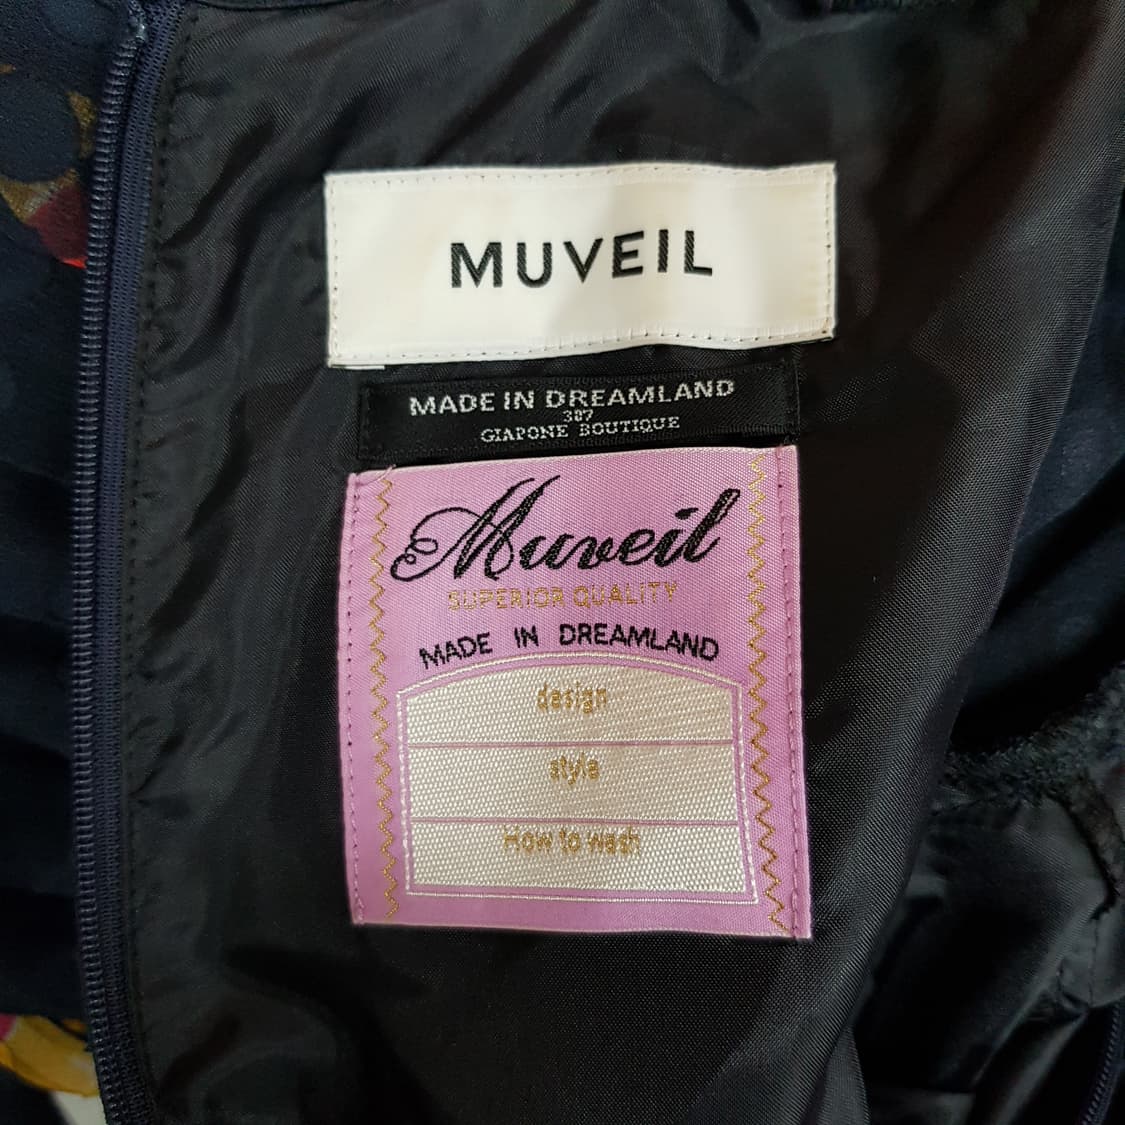 MUVEIL
MADE IN DREAMLAND
387
GIAPONE BOUTIQUE
Muveil
SUPERIOR QUALITY
MADE IN DREAMLAND
design
style
How to wash